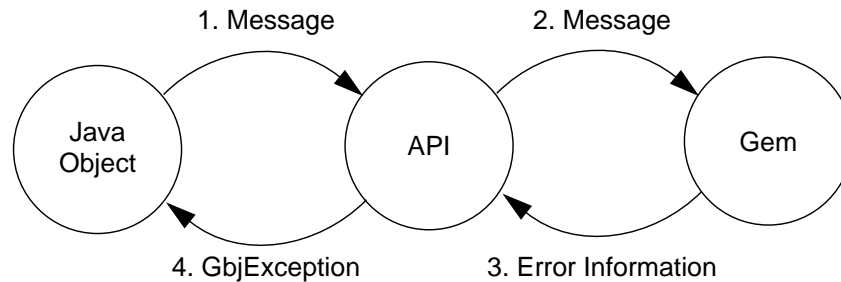 1. Message
2. Message
Java
Object
API
Gem
4. GbjException
3. Error Information